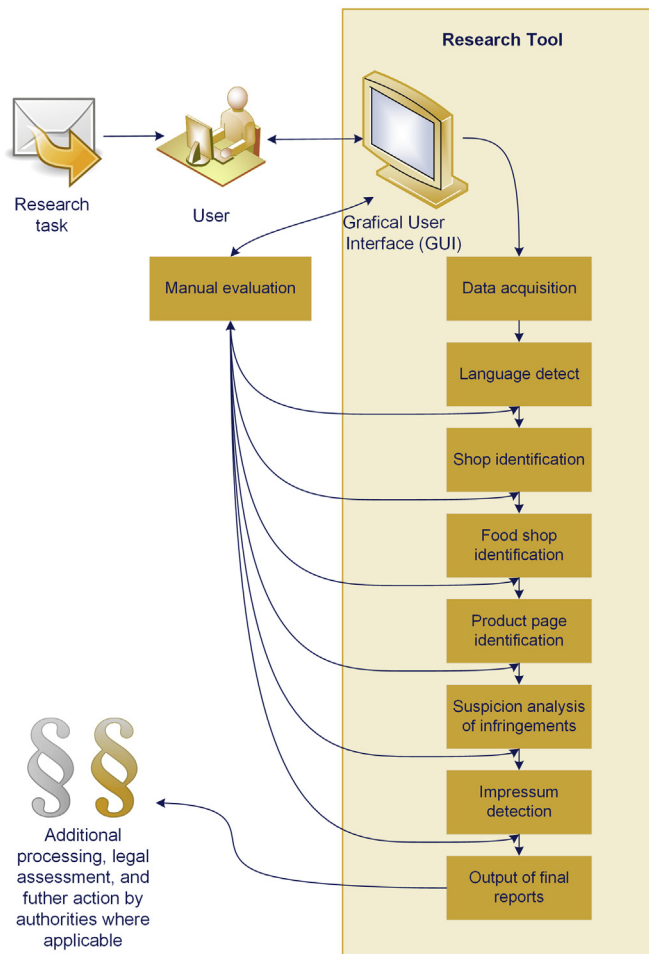 Research Tool
Research
task
User
Grafical User
Interface (GUI)
Manual evaluation
Data acquisition
Language detect
Shop identification
Food shop
identification
Product page
identification
Suspicion analysis
of infringements
Impressum
detection
Output of final
reports
Additional
processing, legal
assessment, and
futher action by
authorities where
applicable